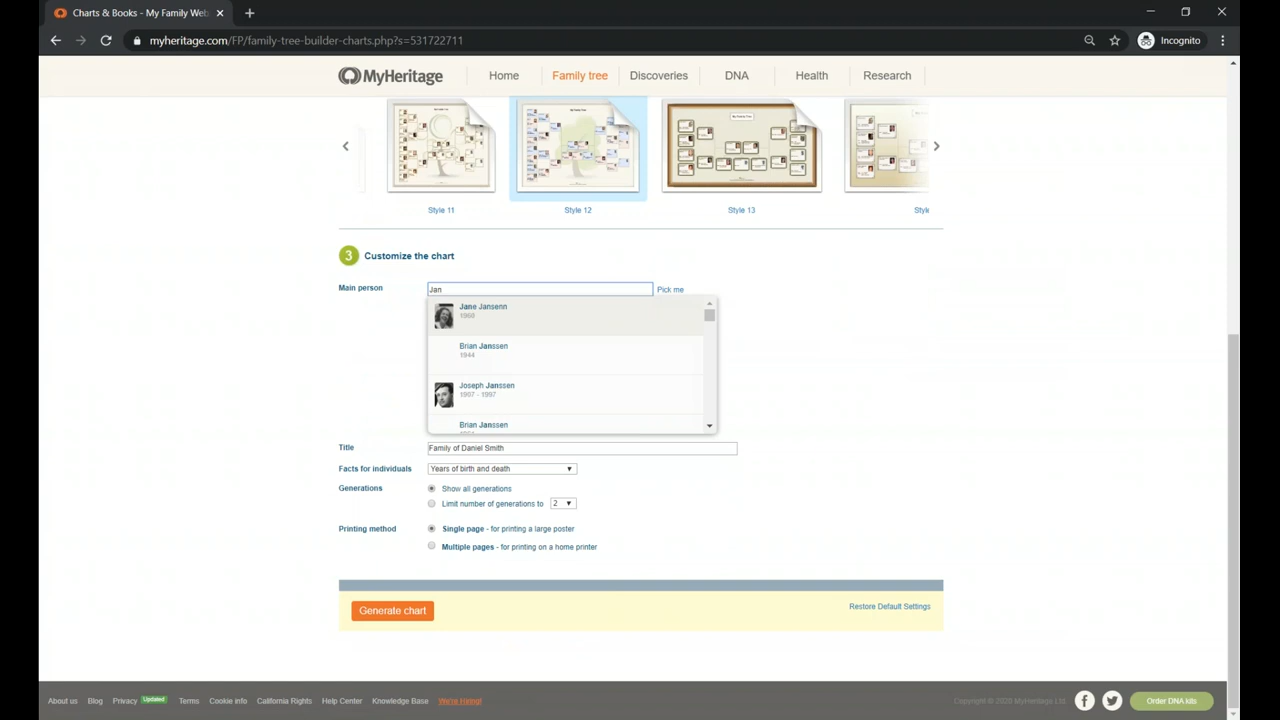 Charts & Books - My Family Web
myheritage.com/FP/family-tree-builder-charts.php?s=531722711
Incognito
MyHeritage
Home
Family tree
Discoveries
DNA
Health
Research
Style 11
Style 12
Style 13
Style
3 Customize the chart
Main person
Jan
Pick me
Jane Jansenn
1968
Brian Janssen
1944
Joseph Janssen
1907 - 1997
Brian Janssen
Title
Family of Daniel Smith
Facts for individuals
Years of birth and death
Generations
Show all generations
Limit number of generations to 2
Printing method
Single page - for printing a large poster
Multiple pages - for printing on a home printer
Generate chart
Restore Default Settings
About us
Blog
Privacy
Updated
Terms
Cookie info
California Rights
Help Center
Knowledge Base
We're Hiring!
Copyright © 2020 MyHeritage Ltd.
Order DNA kits